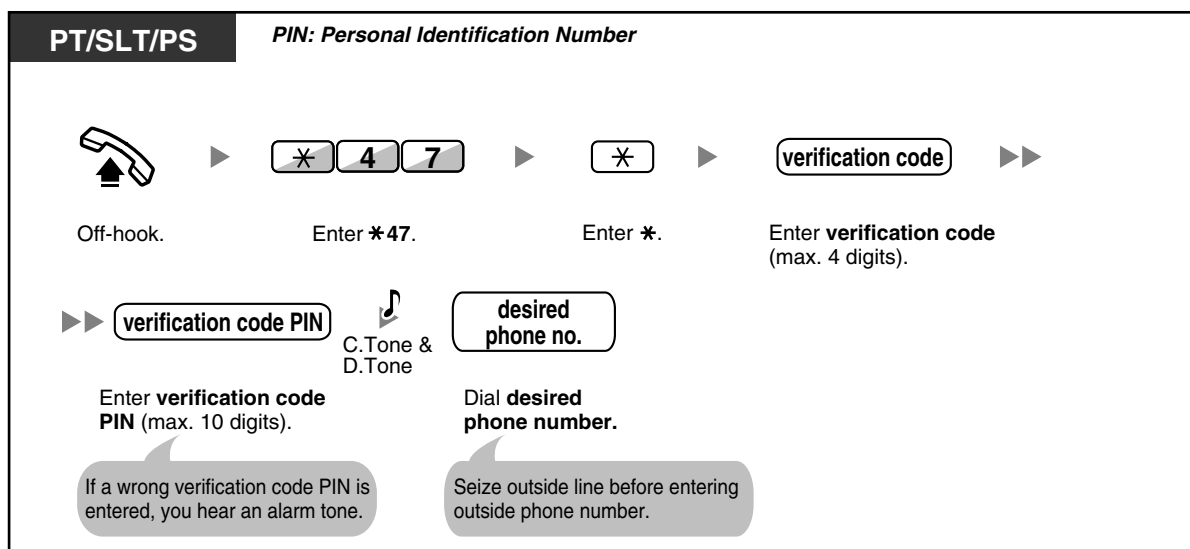 PT/SLT/PS
PIN: Personal Identification Number
* 4 7
*
verification code
Off-hook.
Enter *47.
Enter *.
Enter verification code
(max. 4 digits).
verification code PIN
C.Tone &
D.Tone
desired
phone no.
Enter verification code
PIN (max. 10 digits).
Dial desired
phone number.
If a wrong verification code PIN is
entered, you hear an alarm tone.
Seize outside line before entering
outside phone number.